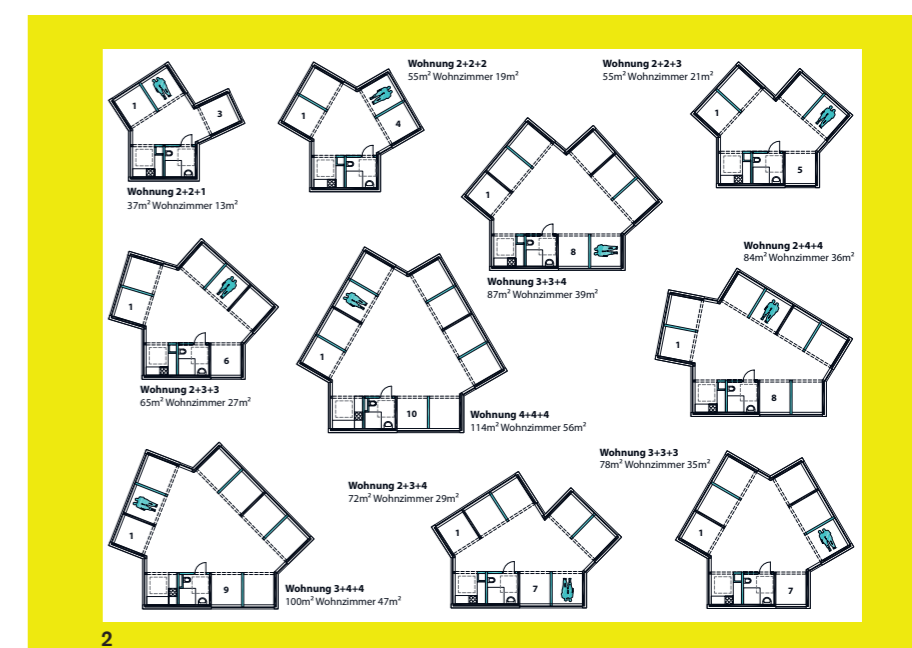 Wohnung 2+2+2
55m² Wohnzimmer 19m²
Wohnung 2+2+3
55m² Wohnzimmer 21m²
1
3
1
4
1
5
Wohnung 2+2+1
37m² Wohnzimmer 13m²
1
8
Wohnung 3+3+4
87m² Wohnzimmer 39m²
Wohnung 2+4+4
84m² Wohnzimmer 36m²
1
6
Wohnung 2+3+3
65m² Wohnzimmer 27m²
1
10
Wohnung 4+4+4
114m² Wohnzimmer 56m²
1
8
Wohnung 3+3+3
78m² Wohnzimmer 35m²
Wohnung 2+3+4
72m² Wohnzimmer 29m²
1
9
Wohnung 3+4+4
100m² Wohnzimmer 47m²
1
7
1
7
2